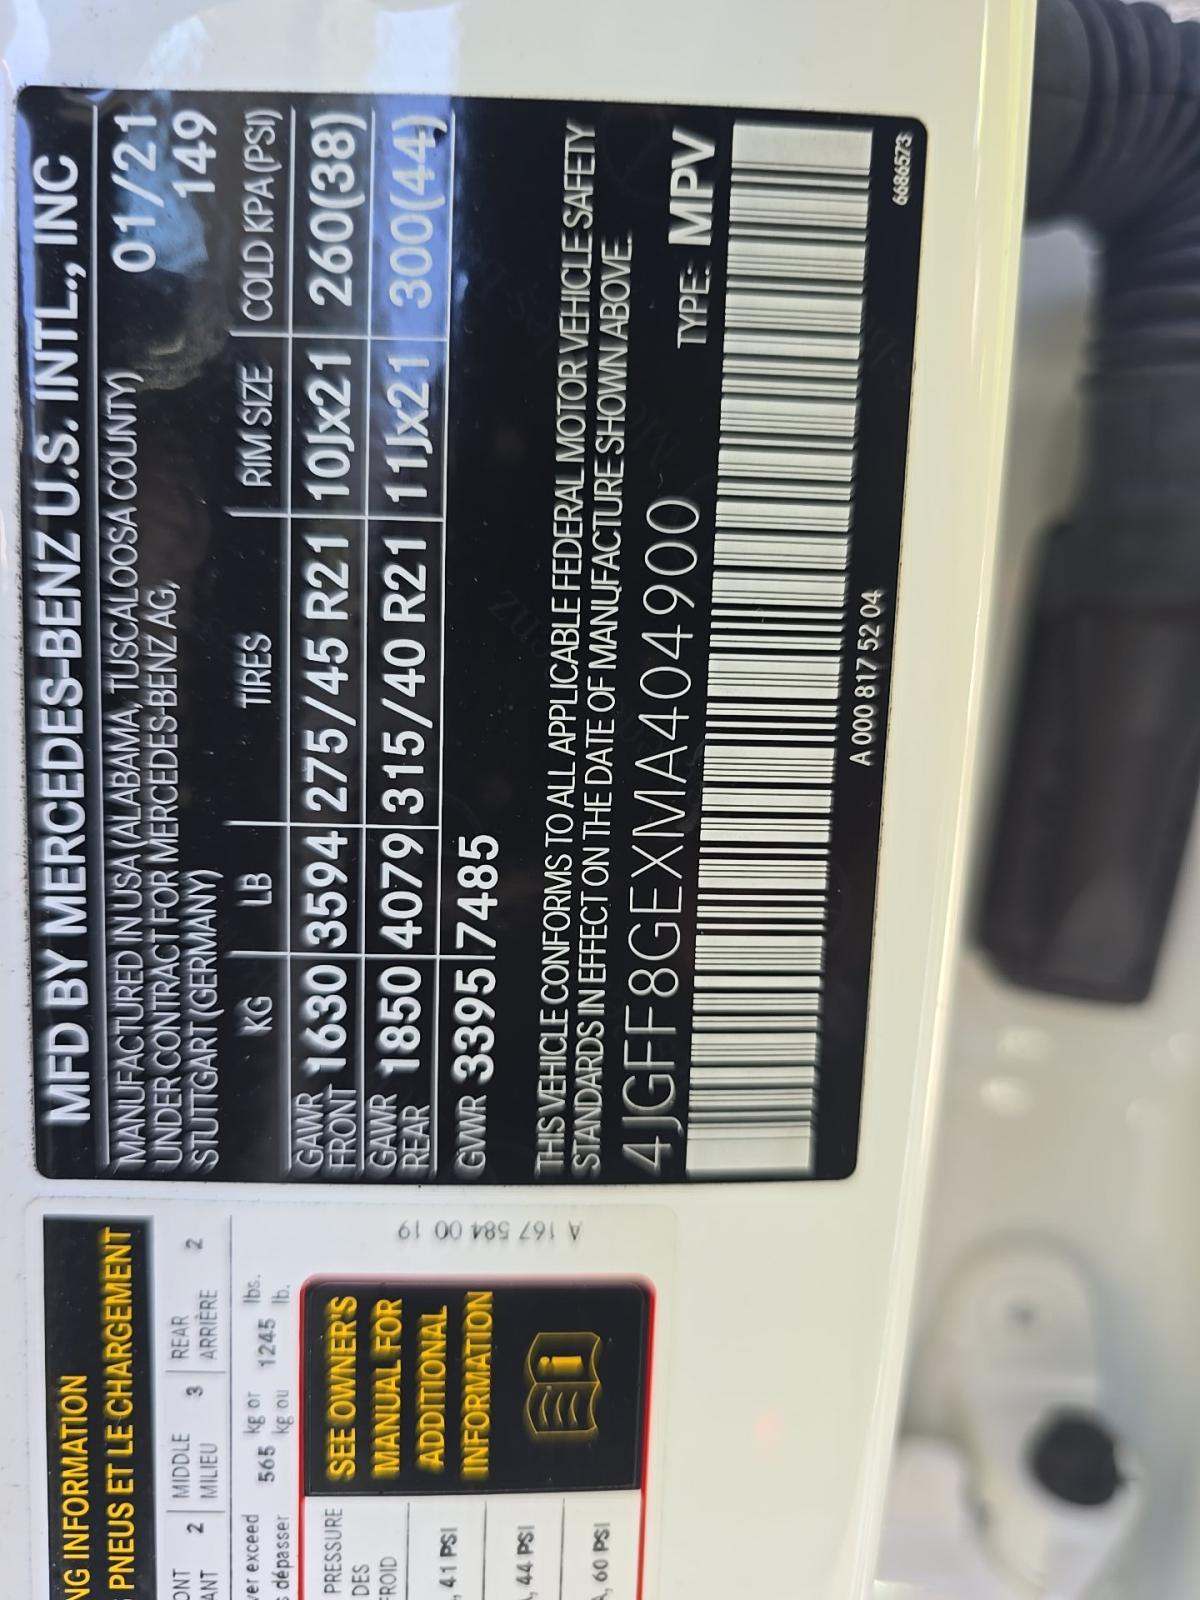 MFD BY MERCEDES-BENZ U.S. INTL., INC
MANUFACTURED IN USA (ALABAMA, TUSCALOOSA COUNTY) 01/21
UNDER CONTRACT FOR MERCEDES-BENZ AG, 149
STUTTGART (GERMANY)
KG LB TIRES RIM SIZE COLD KPA (PSI)
GAWR FRONT 1630 3594 275/45 R21 10Jx21 260(38)
GAWR REAR 1850 4079 315/40 R21 11Jx21 300(44)
GVWR 3395 7485
THIS VEHICLE CONFORMS TO ALL APPLICABLE FEDERAL MOTOR VEHICLE SAFETY
STANDARDS IN EFFECT ON THE DATE OF MANUFACTURE SHOWN ABOVE.
4JGFF8GEXMA404900 TYPE: MPV
A 000 817 52 04
6686573
NG INFORMATION
PNEUS ET LE CHARGEMENT
ONT 2 MIDDLE 3 REAR 2
ANT MILIEU ARRIÈRE
ver exceed 565 kg or 1245 lbs.
s dépasser kg ou lb.
A 167 584 00 19
PRESSURE
DES
FROID
, 41 PSI
, 44 PSI
, 60 PSI
SEE OWNER'S
MANUAL FOR
ADDITIONAL
INFORMATION